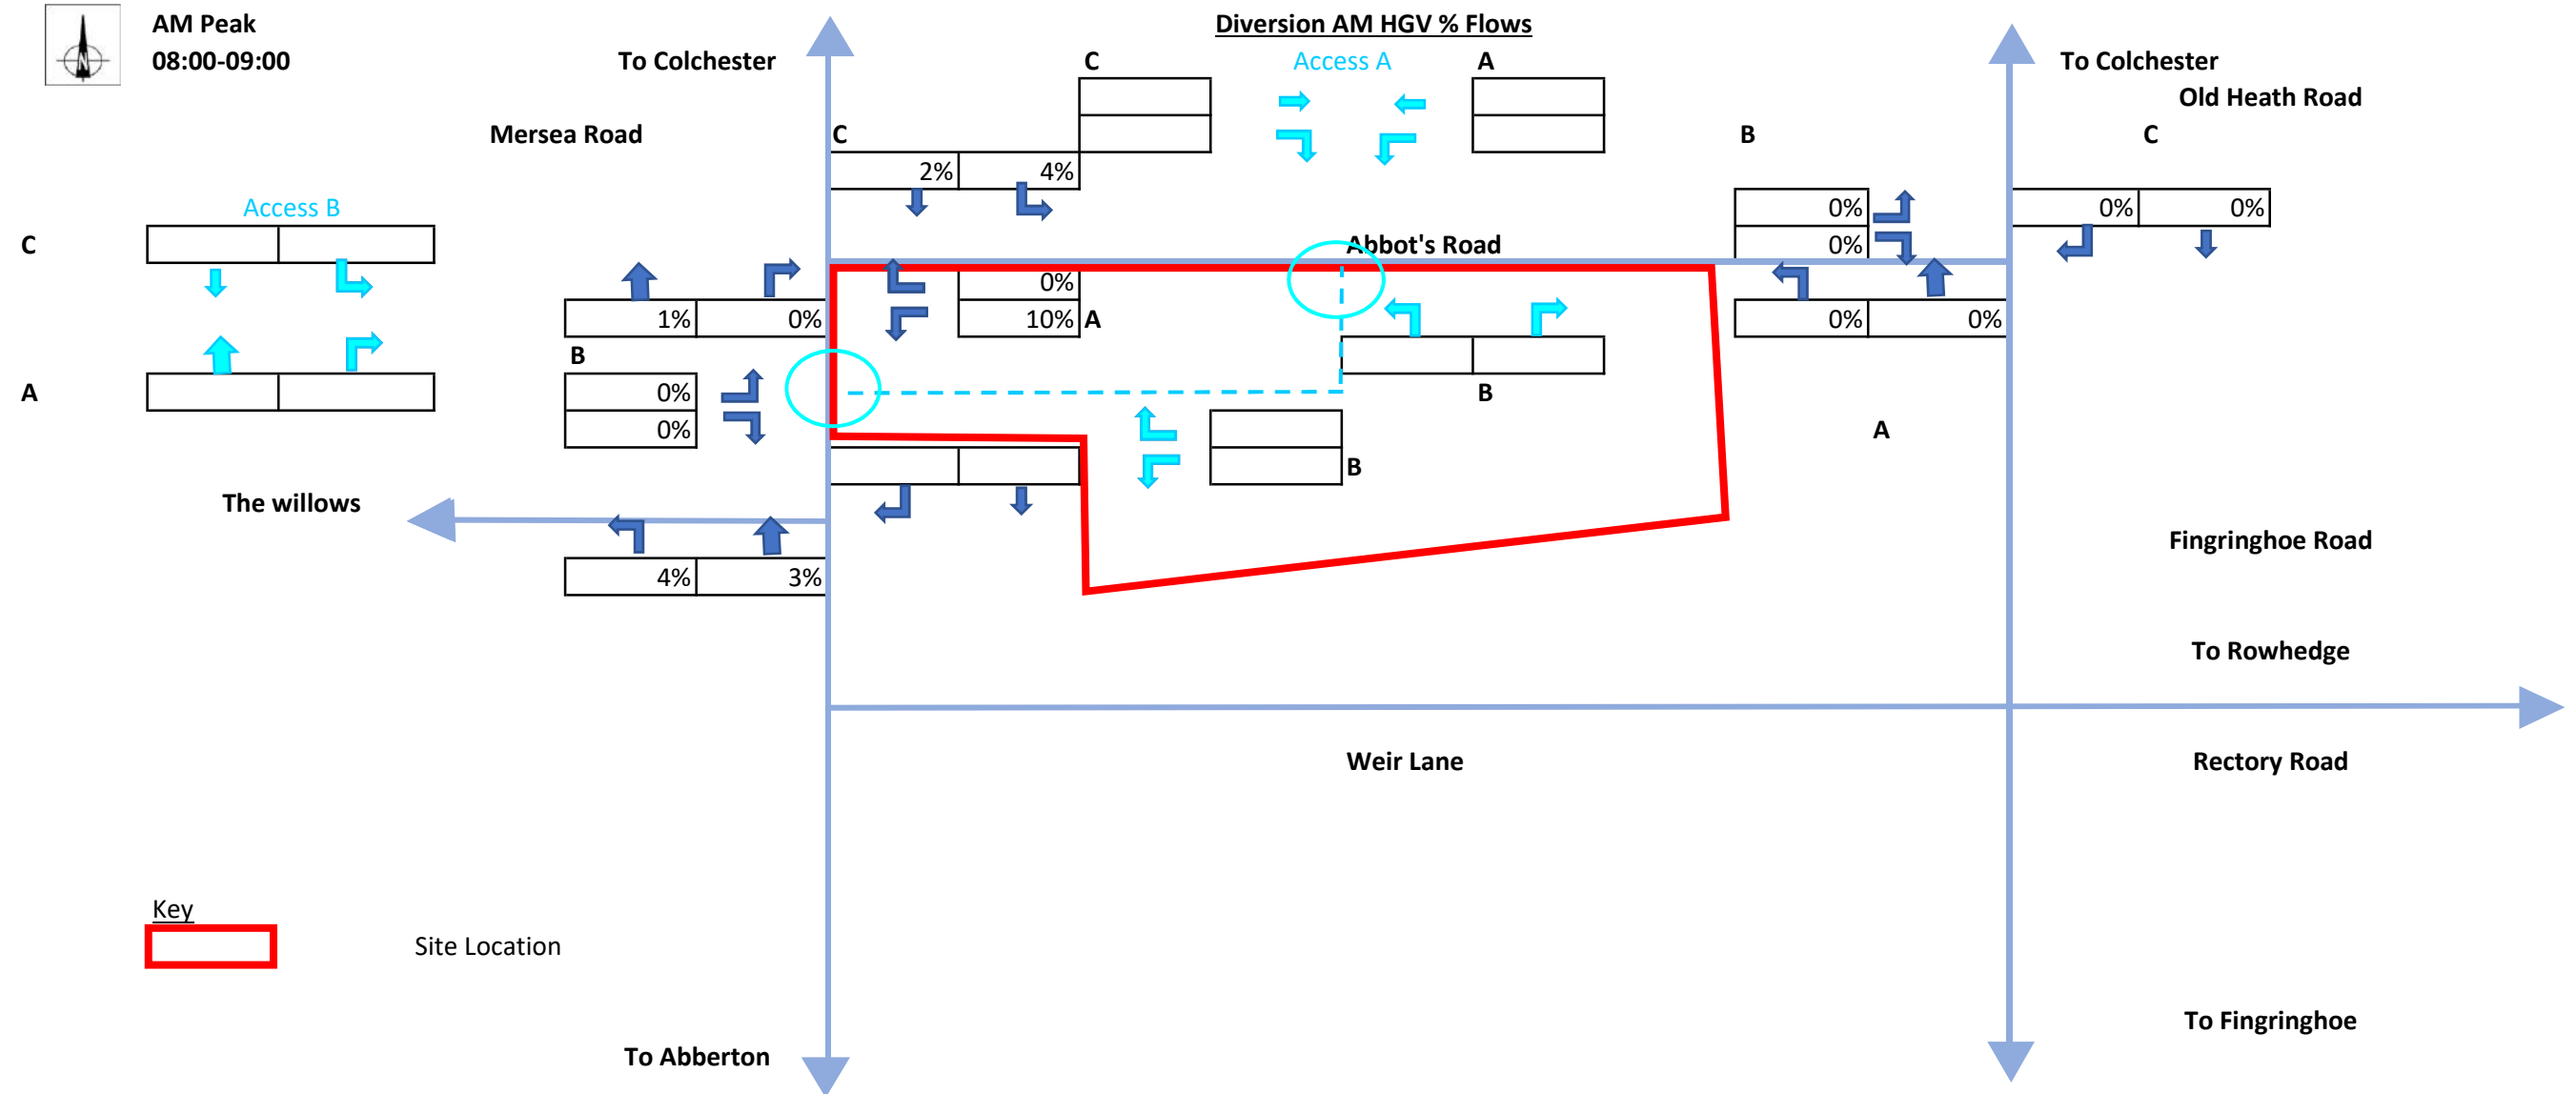 AM Peak
08:00-09:00
Diversion AM HGV % Flows
To Colchester
C
Access A
A
To Colchester
Old Heath Road
Mersea Road
C
B
C
2% 4%
Access B
0%
0% 0%
C
Abbot's Road
0%
0%
1% 0%
10% A
0% 0%
B
A
0%
B
0%
A
B
The willows
Fingringhoe Road
4% 3%
To Rowhedge
Weir Lane
Rectory Road
Key
Site Location
To Fingringhoe
To Abberton
N